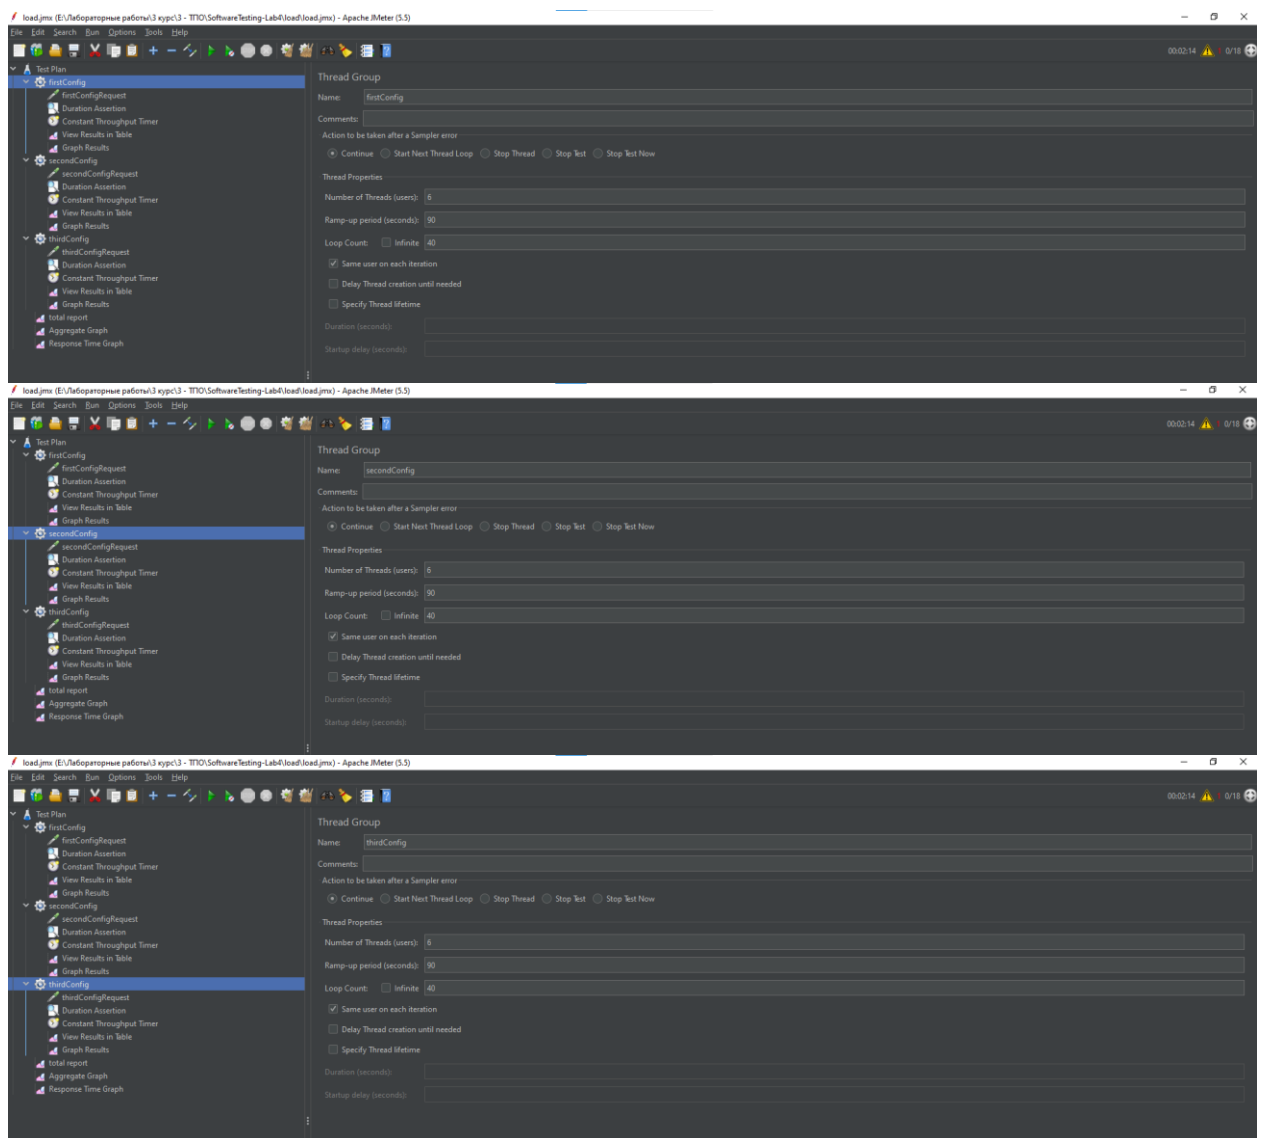 load.jmx (E:\Лабораторные работы\3 курс\3 - ТПО\SoftwareTesting-Lab4\load\load.jmx) - Apache JMeter (5.5)
File Edit Search Run Options Tools Help
00:02:14 0/18
Test Plan
firstConfig
firstConfigRequest
Duration Assertion
Constant Throughput Timer
View Results in Table
Graph Results
secondConfig
secondConfigRequest
Duration Assertion
Constant Throughput Timer
View Results in Table
Graph Results
thirdConfig
thirdConfigRequest
Duration Assertion
Constant Throughput Timer
View Results in Table
Graph Results
total report
Aggregate Graph
Response Time Graph
Thread Group
Name: firstConfig
Comments:
Action to be taken after a Sampler error
Continue Start Next Thread Loop Stop Thread Stop Test Stop Test Now
Thread Properties
Number of Threads (users): 6
Ramp-up period (seconds): 90
Loop Count: Infinite 40
Same user on each iteration
Delay Thread creation until needed
Specify Thread lifetime
Duration (seconds):
Startup delay (seconds):
load.jmx (E:\Лабораторные работы\3 курс\3 - ТПО\SoftwareTesting-Lab4\load\load.jmx) - Apache JMeter (5.5)
File Edit Search Run Options Tools Help
00:02:14 0/18
Test Plan
firstConfig
firstConfigRequest
Duration Assertion
Constant Throughput Timer
View Results in Table
Graph Results
secondConfig
secondConfigRequest
Duration Assertion
Constant Throughput Timer
View Results in Table
Graph Results
thirdConfig
thirdConfigRequest
Duration Assertion
Constant Throughput Timer
View Results in Table
Graph Results
total report
Aggregate Graph
Response Time Graph
Thread Group
Name: secondConfig
Comments:
Action to be taken after a Sampler error
Continue Start Next Thread Loop Stop Thread Stop Test Stop Test Now
Thread Properties
Number of Threads (users): 6
Ramp-up period (seconds): 90
Loop Count: Infinite 40
Same user on each iteration
Delay Thread creation until needed
Specify Thread lifetime
Duration (seconds):
Startup delay (seconds):
load.jmx (E:\Лабораторные работы\3 курс\3 - ТПО\SoftwareTesting-Lab4\load\load.jmx) - Apache JMeter (5.5)
File Edit Search Run Options Tools Help
00:02:14 0/18
Test Plan
firstConfig
firstConfigRequest
Duration Assertion
Constant Throughput Timer
View Results in Table
Graph Results
secondConfig
secondConfigRequest
Duration Assertion
Constant Throughput Timer
View Results in Table
Graph Results
thirdConfig
thirdConfigRequest
Duration Assertion
Constant Throughput Timer
View Results in Table
Graph Results
total report
Aggregate Graph
Response Time Graph
Thread Group
Name: thirdConfig
Comments:
Action to be taken after a Sampler error
Continue Start Next Thread Loop Stop Thread Stop Test Stop Test Now
Thread Properties
Number of Threads (users): 6
Ramp-up period (seconds): 90
Loop Count: Infinite 40
Same user on each iteration
Delay Thread creation until needed
Specify Thread lifetime
Duration (seconds):
Startup delay (seconds):